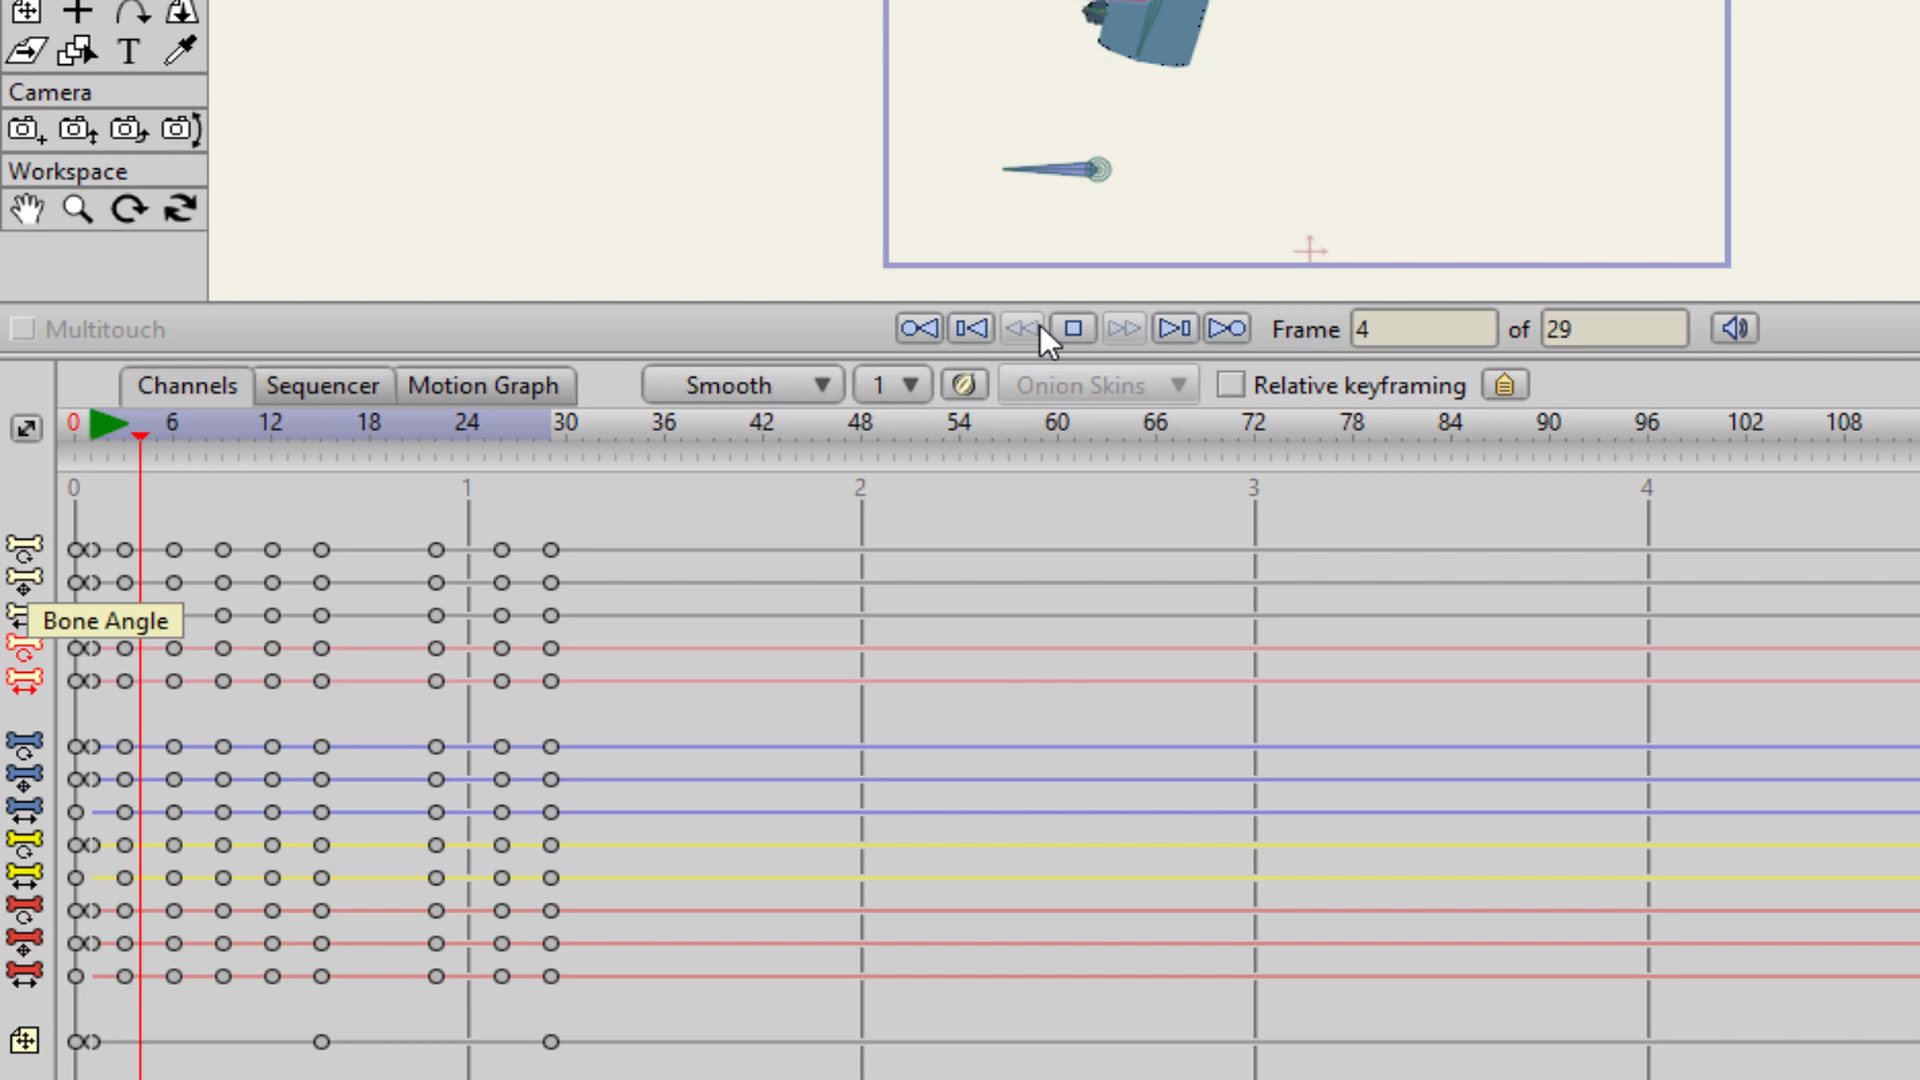 T
Camera
Workspace
Multitouch
Frame 4 of 29
Channels Sequencer Motion Graph Smooth 1 Onion Skins Relative keyframing
0 6 12 18 24 30 36 42 48 54 60 66 72 78 84 90 96 102 108
0 1 2 3 4
Bone Angle